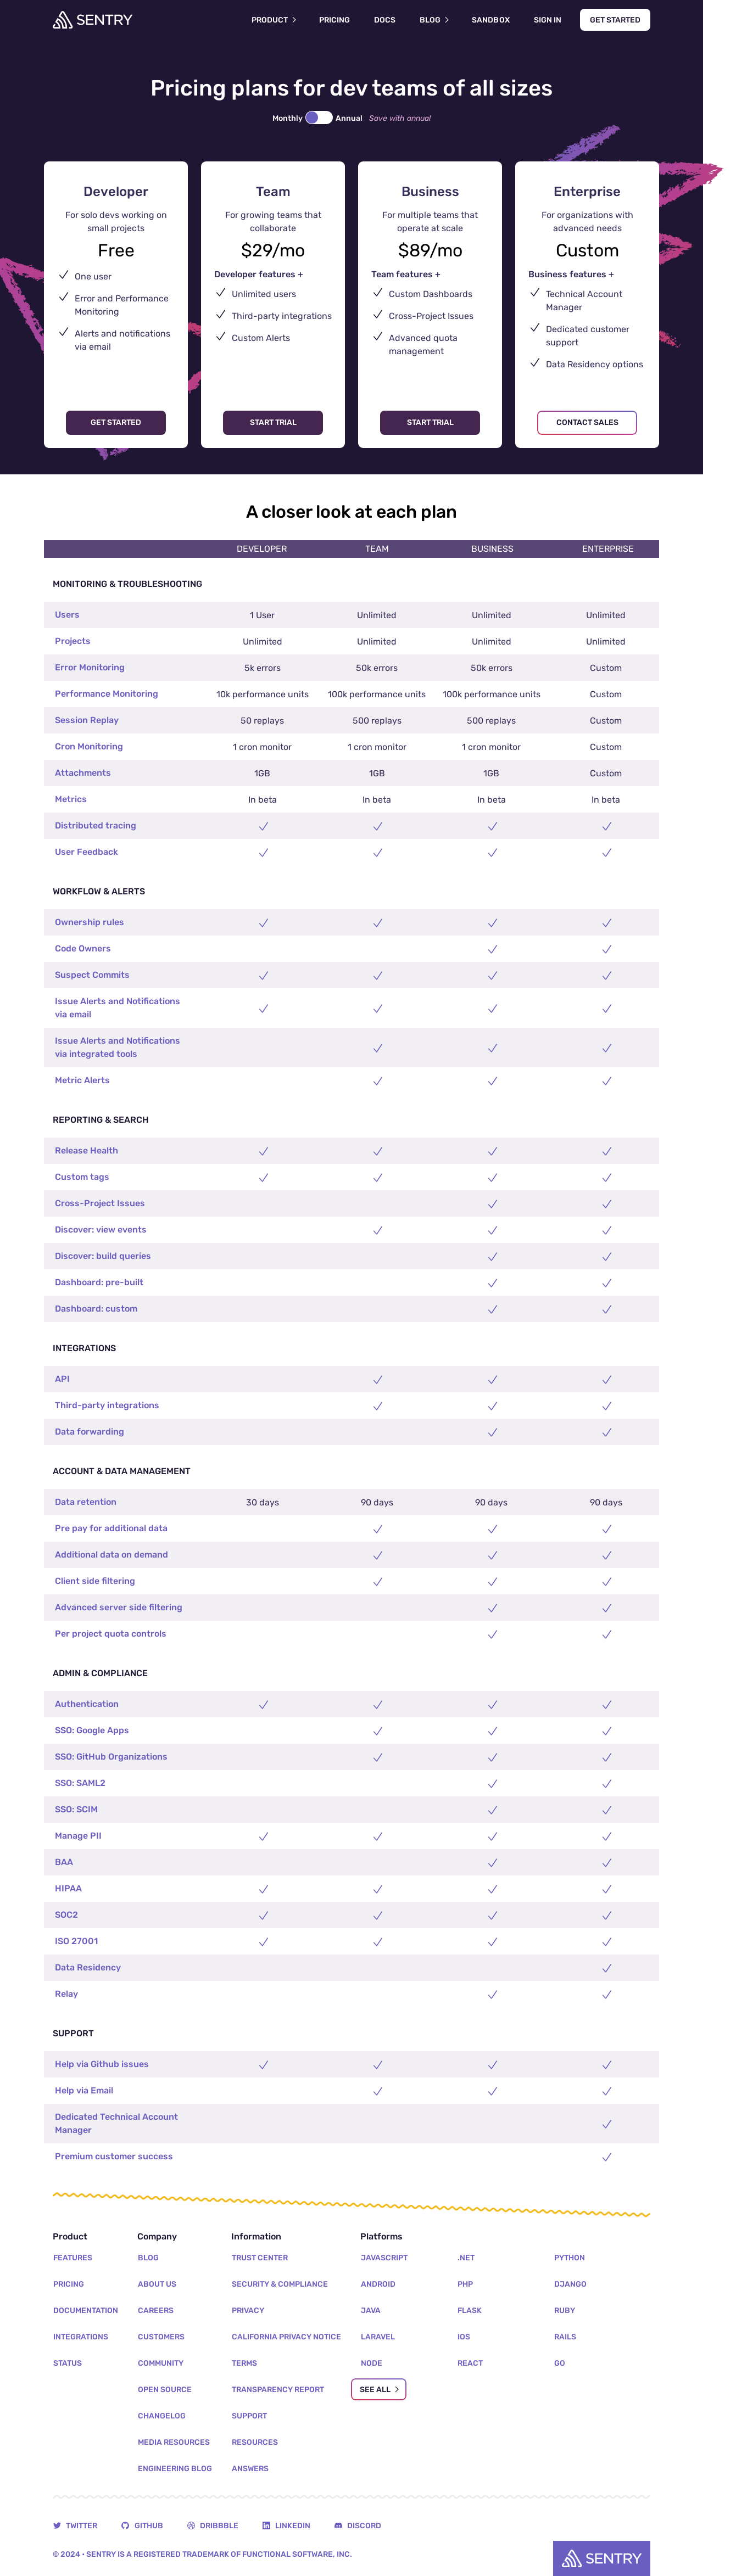 SENTRY
PRODUCT PRICING DOCS BLOG SANDBOX SIGN IN GET STARTED
Pricing plans for dev teams of all sizes
Monthly Annual Save with annual
Developer
For solo devs working on
small projects
Free
One user
Error and Performance
Monitoring
Alerts and notifications
via email
GET STARTED
Team
For growing teams that
collaborate
$29/mo
Developer features +
Unlimited users
Third-party integrations
Custom Alerts
START TRIAL
Business
For multiple teams that
operate at scale
$89/mo
Team features +
Custom Dashboards
Cross-Project Issues
Advanced quota
management
START TRIAL
Enterprise
For organizations with
advanced needs
Custom
Business features +
Technical Account
Manager
Dedicated customer
support
Data Residency options
CONTACT SALES
A closer look at each plan
DEVELOPER TEAM BUSINESS ENTERPRISE
MONITORING & TROUBLESHOOTING
Users 1 User Unlimited Unlimited Unlimited
Projects Unlimited Unlimited Unlimited Unlimited
Error Monitoring 5k errors 50k errors 50k errors Custom
Performance Monitoring 10k performance units 100k performance units 100k performance units Custom
Session Replay 50 replays 500 replays 500 replays Custom
Cron Monitoring 1 cron monitor 1 cron monitor 1 cron monitor Custom
Attachments 1GB 1GB 1GB Custom
Metrics In beta In beta In beta In beta
Distributed tracing
User Feedback
WORKFLOW & ALERTS
Ownership rules
Code Owners
Suspect Commits
Issue Alerts and Notifications
via email
Issue Alerts and Notifications
via integrated tools
Metric Alerts
REPORTING & SEARCH
Release Health
Custom tags
Cross-Project Issues
Discover: view events
Discover: build queries
Dashboard: pre-built
Dashboard: custom
INTEGRATIONS
API
Third-party integrations
Data forwarding
ACCOUNT & DATA MANAGEMENT
Data retention 30 days 90 days 90 days 90 days
Pre pay for additional data
Additional data on demand
Client side filtering
Advanced server side filtering
Per project quota controls
ADMIN & COMPLIANCE
Authentication
SSO: Google Apps
SSO: GitHub Organizations
SSO: SAML2
SSO: SCIM
Manage PII
BAA
HIPAA
SOC2
ISO 27001
Data Residency
Relay
SUPPORT
Help via Github issues
Help via Email
Dedicated Technical Account
Manager
Premium customer success
Product
FEATURES
PRICING
DOCUMENTATION
INTEGRATIONS
STATUS
Company
BLOG
ABOUT US
CAREERS
CUSTOMERS
COMMUNITY
OPEN SOURCE
CHANGELOG
MEDIA RESOURCES
ENGINEERING BLOG
Information
TRUST CENTER
SECURITY & COMPLIANCE
PRIVACY
CALIFORNIA PRIVACY NOTICE
TERMS
TRANSPARENCY REPORT
SUPPORT
RESOURCES
ANSWERS
Platforms
JAVASCRIPT .NET PYTHON
ANDROID PHP DJANGO
JAVA FLASK RUBY
LARAVEL IOS RAILS
NODE REACT GO
SEE ALL
TWITTER GITHUB DRIBBBLE LINKEDIN DISCORD
© 2024 • SENTRY IS A REGISTERED TRADEMARK OF FUNCTIONAL SOFTWARE, INC.
SENTRY